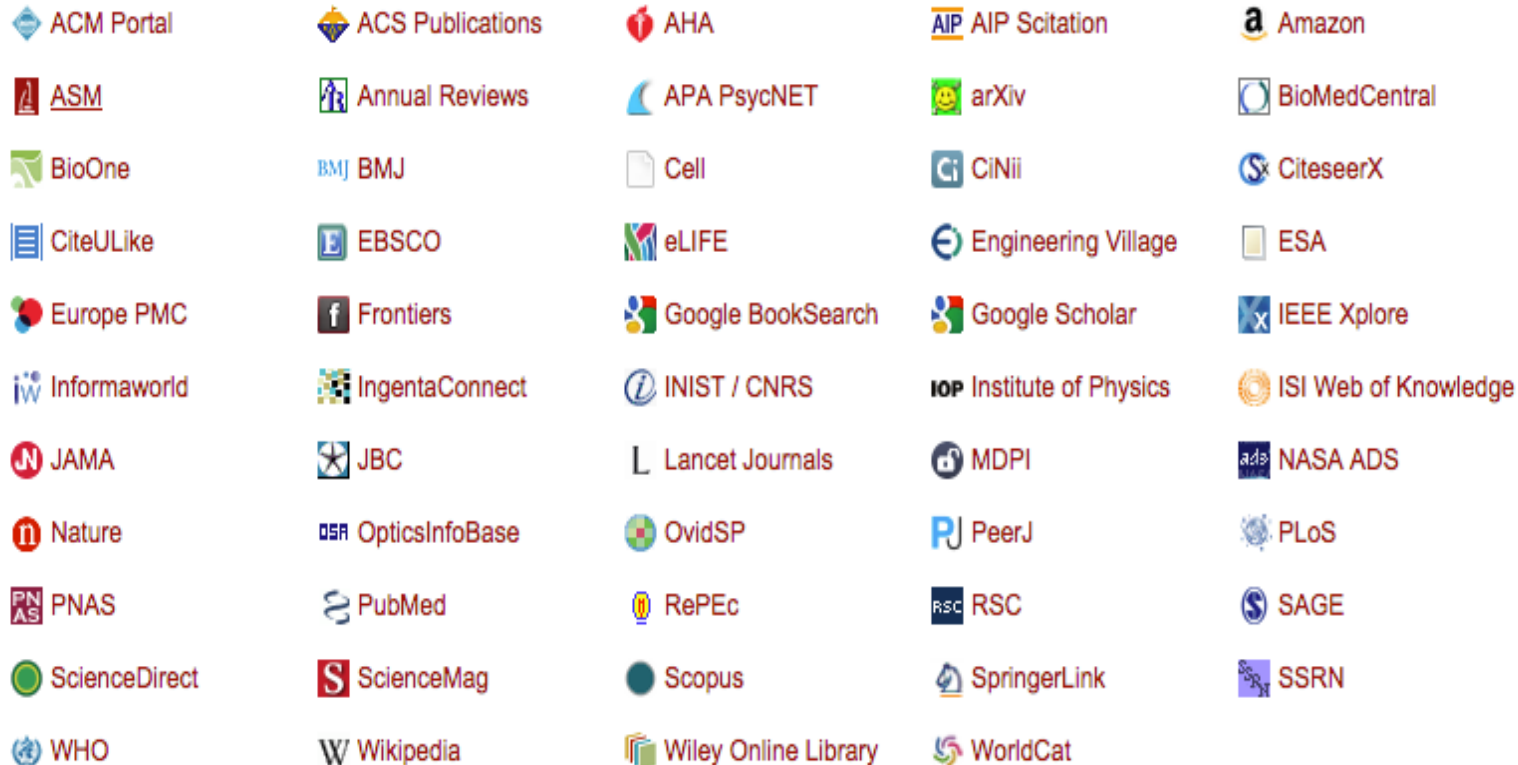 ACM Portal ACS Publications AHA AIP AIP Scitation a Amazon
ASM Annual Reviews APA PsycNET arXiv BioMedCentral
BioOne BMJ BMJ Cell Ci CiNii CiteseerX
CiteULike E EBSCO eLIFE Engineering Village ESA
Europe PMC f Frontiers Google BookSearch Google Scholar X IEEE Xplore
iw Informaworld IngentaConnect i INIST / CNRS IOP Institute of Physics ISI Web of Knowledge
JN JAMA JBC L Lancet Journals MDPI ads NASA ADS
n Nature OSA OpticsInfoBase OvidSP PJ PeerJ PLoS
PNAS PNAS PubMed RePEc RSC RSC S SAGE
ScienceDirect S ScienceMag Scopus SpringerLink SSRN SSRN
WHO W Wikipedia Wiley Online Library WorldCat